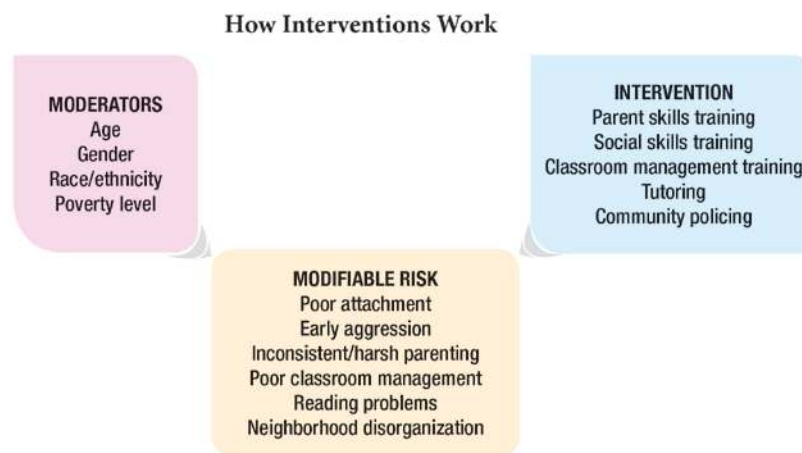 How Interventions Work
MODERATORS
Age
Gender
Race/ethnicity
Poverty level
INTERVENTION
Parent skills training
Social skills training
Classroom management training
Tutoring
Community policing
MODIFIABLE RISK
Poor attachment
Early aggression
Inconsistent/harsh parenting
Poor classroom management
Reading problems
Neighborhood disorganization